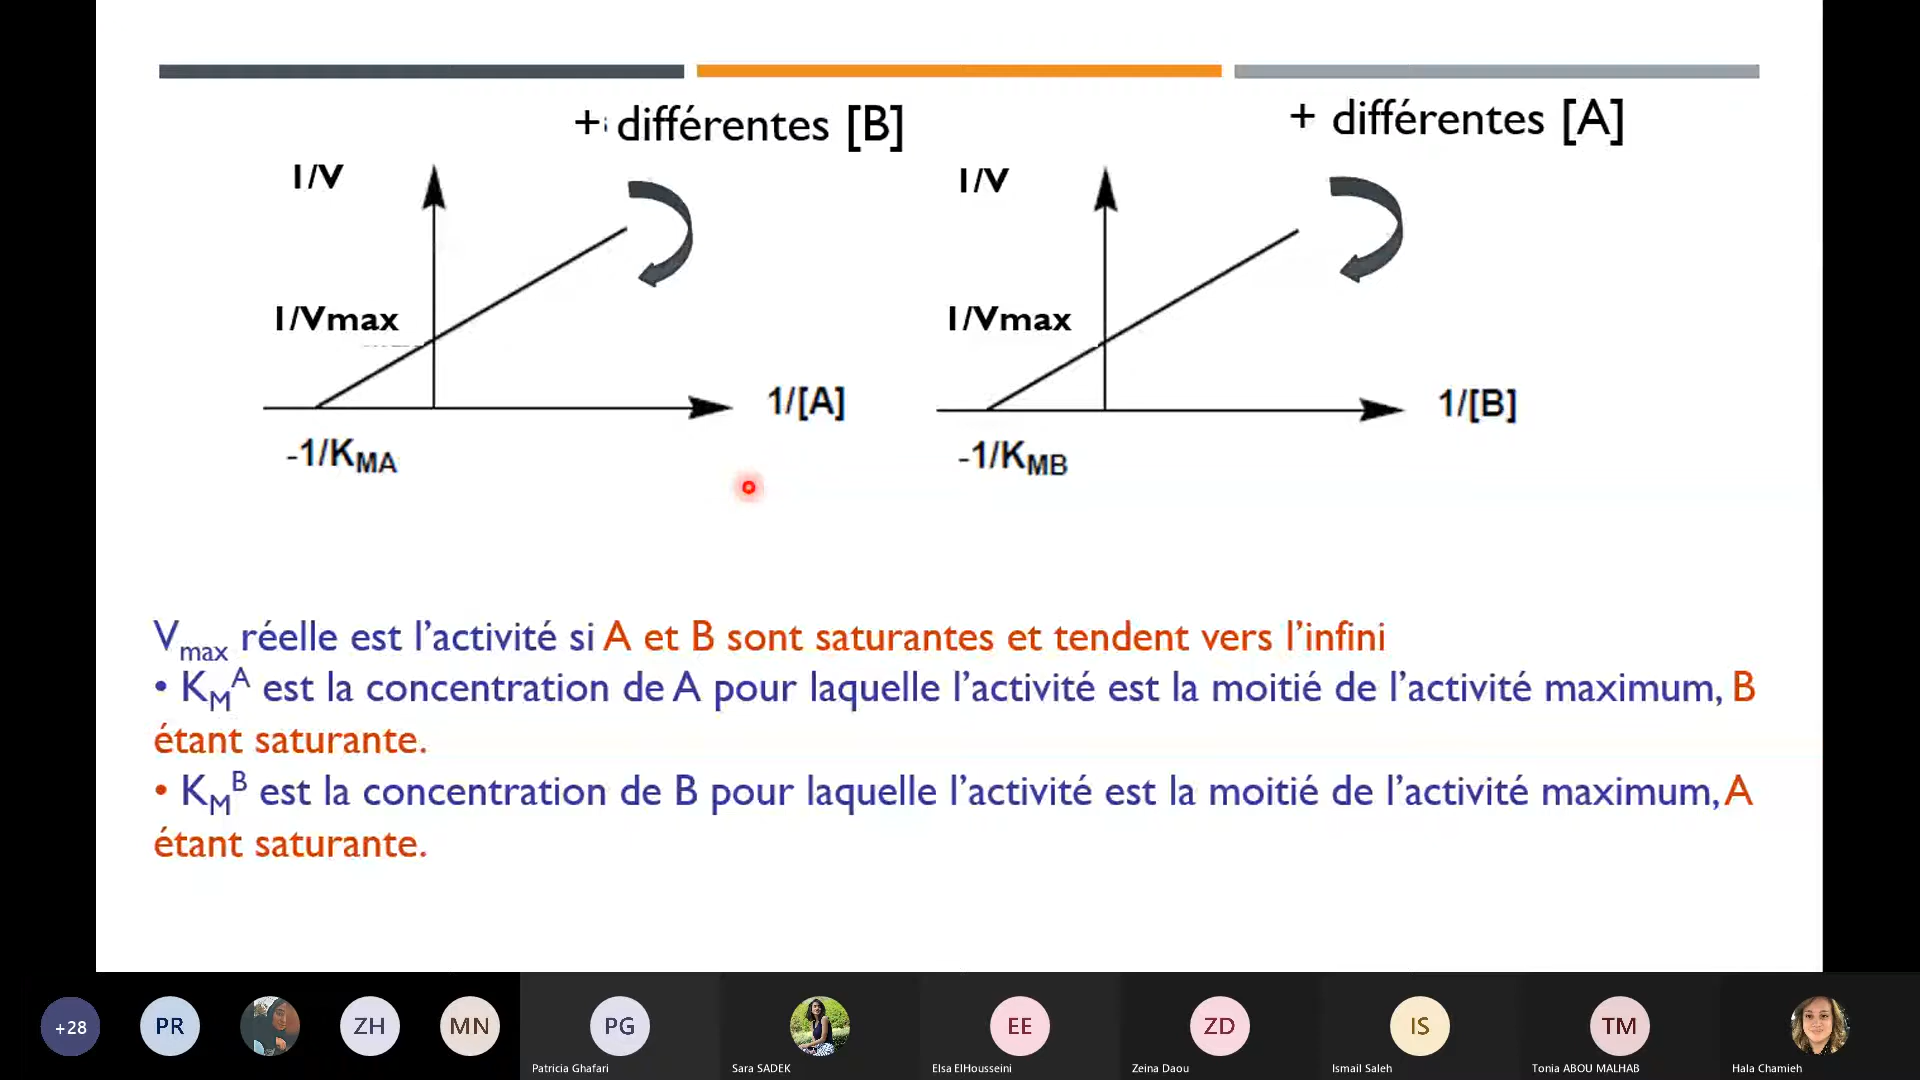 + différentes [B]
+ différentes [A]
1/V
1/V
1/Vmax
1/Vmax
1/[A]
1/[B]
-1/KMA
-1/KMB
Vmax réelle est l’activité si A et B sont saturantes et tendent vers l’infini
• KMA est la concentration de A pour laquelle l’activité est la moitié de l’activité maximum, B
étant saturante.
• KMB est la concentration de B pour laquelle l’activité est la moitié de l’activité maximum, A
étant saturante.
+28
PR
ZH
MN
PG
EE
ZD
IS
TM
Patricia Ghafari
Sara SADEK
Elsa ElHousseini
Zeina Daou
Ismail Saleh
Tonia ABOU MALHAB
Hala Chamieh